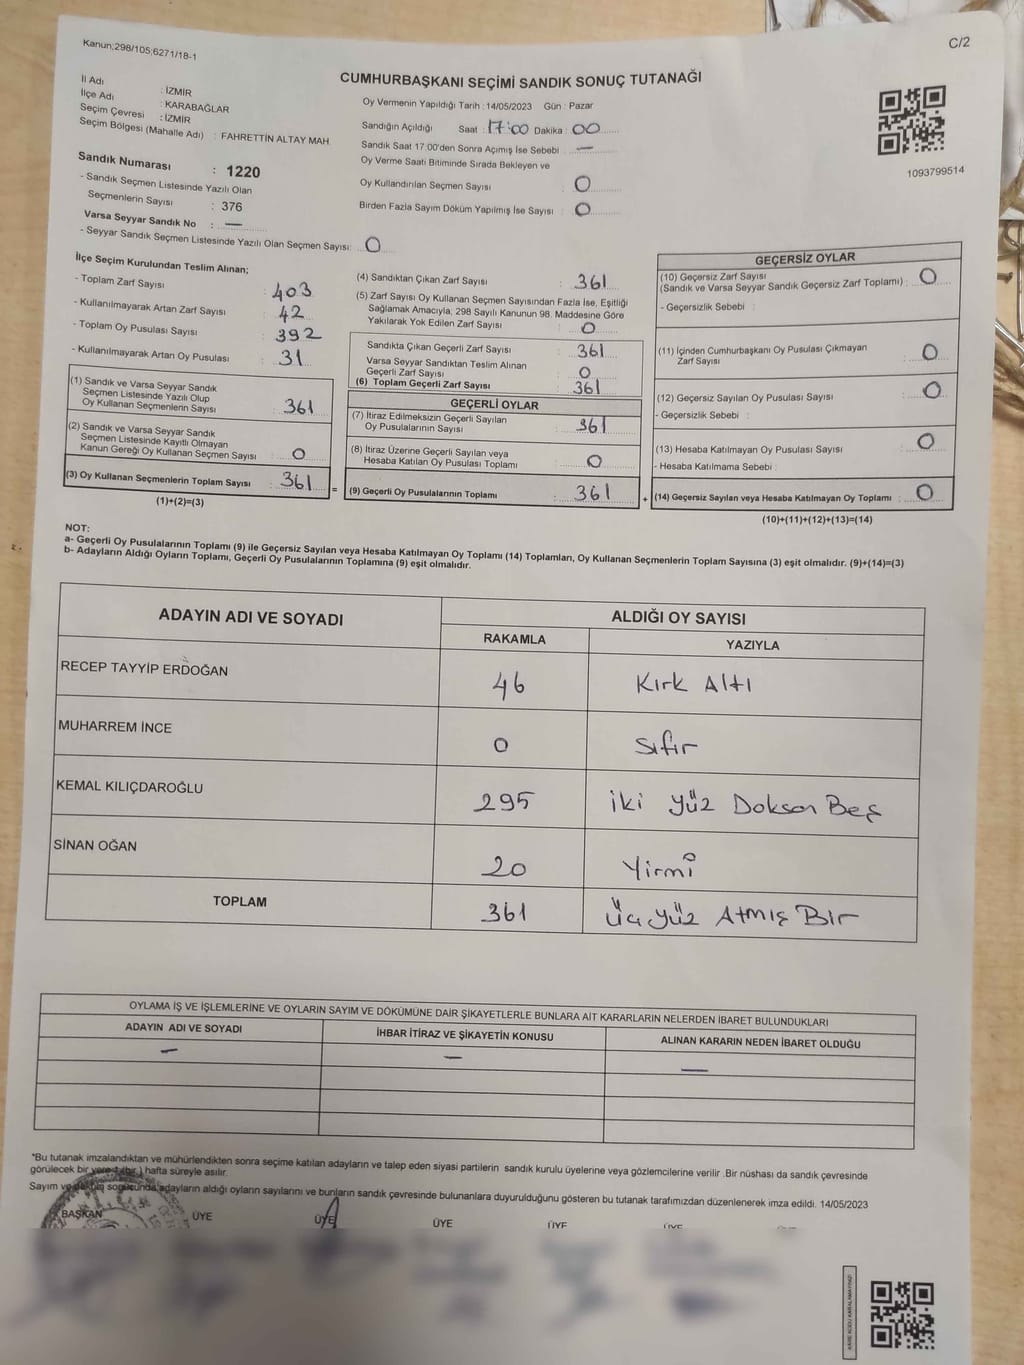 Kanun;298/105;6271/18-1
C/2
CUMHURBAŞKANI SEÇİMİ SANDIK SONUÇ TUTANAĞI
İl Adı : İZMİR
İlçe Adı : KARABAĞLAR
Seçim Çevresi : İZMİR
Seçim Bölgesi (Mahalle Adı) : FAHRETTİN ALTAY MAH
Sandık Numarası : 1220
- Sandık Seçmen Listesinde Yazılı Olan
Seçmenlerin Sayısı : 376
Varsa Seyyar Sandık No : —
- Seyyar Sandık Seçmen Listesinde Yazılı Olan Seçmen Sayısı: 0
Oy Vermenin Yapıldığı Tarih : 14/05/2023 Gün : Pazar
Sandığın Açıldığı Saat : 17:00 Dakika : 00
Sandık Saat 17.00'den Sonra Açımış İse Sebebi : —
Oy Verme Saati Bitiminde Sırada Bekleyen ve
Oy Kullandırılan Seçmen Sayısı : 0
Birden Fazla Sayım Döküm Yapılmış İse Sayısı : 0
1093799514
İlçe Seçim Kurulundan Teslim Alınan;
- Toplam Zarf Sayısı : 403
- Kullanılmayarak Artan Zarf Sayısı : 42
- Toplam Oy Pusulası Sayısı : 392
- Kullanılmayarak Artan Oy Pusulası : 31
(1) Sandık ve Varsa Seyyar Sandık
Seçmen Listesinde Yazılı Olup
Oy Kullanan Seçmenlerin Sayısı : 361
(2) Sandık ve Varsa Seyyar Sandık
Seçmen Listesinde Kayıtlı Olmayan
Kanun Gereği Oy Kullanan Seçmen Sayısı : 0
(3) Oy Kullanan Seçmenlerin Toplam Sayısı : 361
(1)+(2)=(3)
(4) Sandıktan Çıkan Zarf Sayısı : 361
(5) Zarf Sayısı Oy Kullanan Seçmen Sayısından Fazla İse, Eşitliği
Sağlamak Amacıyla, 298 Sayılı Kanunun 98. Maddesine Göre
Yakılarak Yok Edilen Zarf Sayısı : 0
Sandıkta Çıkan Geçerli Zarf Sayısı : 361
Varsa Seyyar Sandıktan Teslim Alınan
Geçerli Zarf Sayısı : 0
(6) Toplam Geçerli Zarf Sayısı : 361
GEÇERLİ OYLAR
(7) İtiraz Edilmeksizin Geçerli Sayılan
Oy Pusulalarının Sayısı : 361
(8) İtiraz Üzerine Geçerli Sayılan veya
Hesaba Katılan Oy Pusulası Toplamı : 0
= (9) Geçerli Oy Pusulalarının Toplamı : 361
GEÇERSİZ OYLAR
(10) Geçersiz Zarf Sayısı
(Sandık ve Varsa Seyyar Sandık Geçersiz Zarf Toplamı) : 0
- Geçersizlik Sebebi :
(11) İçinden Cumhurbaşkanı Oy Pusulası Çıkmayan
Zarf Sayısı : 0
(12) Geçersiz Sayılan Oy Pusulası Sayısı : 0
- Geçersizlik Sebebi :
(13) Hesaba Katılmayan Oy Pusulası Sayısı : 0
- Hesaba Katılmama Sebebi :
+ (14) Geçersiz Sayılan veya Hesaba Katılmayan Oy Toplamı : 0
(10)+(11)+(12)+(13)=(14)
NOT:
a- Geçerli Oy Pusulalarının Toplamı (9) ile Geçersiz Sayılan veya Hesaba Katılmayan Oy Toplamı (14) Toplamları, Oy Kullanan Seçmenlerin Toplam Sayısına (3) eşit olmalıdır. (9)+(14)=(3)
b- Adayların Aldığı Oyların Toplamı, Geçerli Oy Pusulalarının Toplamına (9) eşit olmalıdır.
ADAYIN ADI VE SOYADI ALDIĞI OY SAYISI
RAKAMLA YAZIYLA
RECEP TAYYİP ERDOĞAN 46 Kırk Altı
MUHARREM İNCE 0 Sıfır
KEMAL KILIÇDAROĞLU 295 İki Yüz Doksan Beş
SİNAN OĞAN 20 Yirmi
TOPLAM 361 Üç Yüz Atmış Bir
OYLAMA İŞ VE İŞLEMLERİNE VE OYLARIN SAYIM VE DÖKÜMÜNE DAİR ŞİKAYETLERLE BUNLARA AİT KARARLARIN NELERDEN İBARET BULUNDUKLARI
ADAYIN ADI VE SOYADI İHBAR İTİRAZ VE ŞİKAYETİN KONUSU ALINAN KARARIN NEDEN İBARET OLDUĞU
— — —
"Bu tutanak imzalandıktan ve mühürlendikten sonra seçime katılan adayların ve talep eden siyasi partilerin sandık kurulu üyelerine veya gözlemcilerine verilir .Bir nüshası da sandık çevresinde
görülecek bir yere 1 (bir ) hafta süreyle asılır.
Sayım ve döküm sonucunda adayların aldığı oyların sayılarını ve bunların sandık çevresinde bulunanlara duyurulduğunu gösteren bu tutanak tarafımızdan düzenlenerek imza edildi. 14/05/2023
BAŞKAN ÜYE ÜYE ÜYE ÜYE ÜYE
KARE KODU KARALAMAYINIZ!